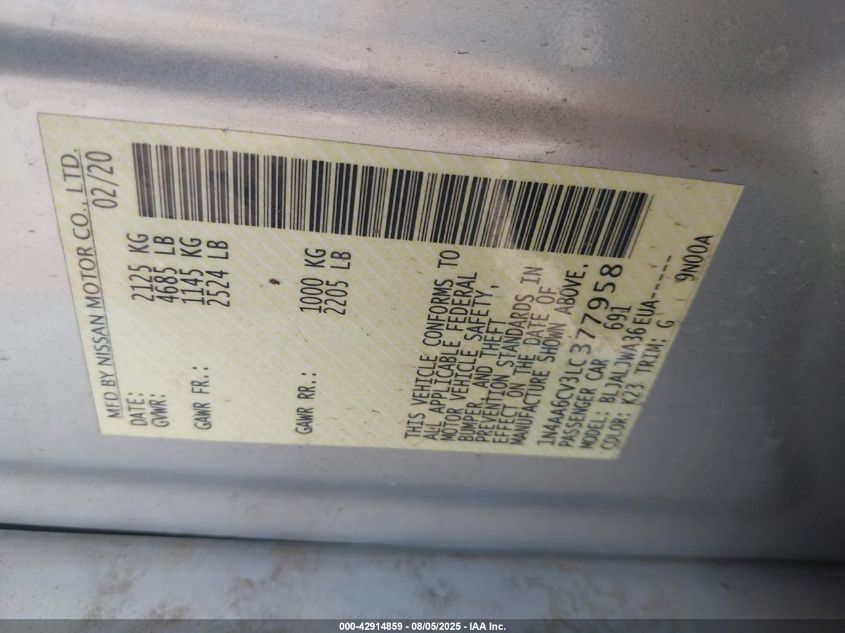 MFD BY NISSAN MOTOR CO., LTD.
DATE: 02/20
GVWR: 2125 KG
4685 LB
GAWR FR.: 1145 KG
2524 LB
GAWR RR.: 1000 KG
2205 LB
THIS VEHICLE CONFORMS TO
ALL APPLICABLE FEDERAL
MOTOR VEHICLE SAFETY,
BUMPER, AND THEFT
PREVENTION STANDARDS IN
EFFECT ON THE DATE OF
MANUFACTURE SHOWN ABOVE.
1N4AA6CV3LC377958
PASSENGER CAR 691
MODEL: BLJALJWA36EUA-----
COLOR: K23 TRIM: G 9N00A
000-42914859 - 08/05/2025 - IAA Inc.